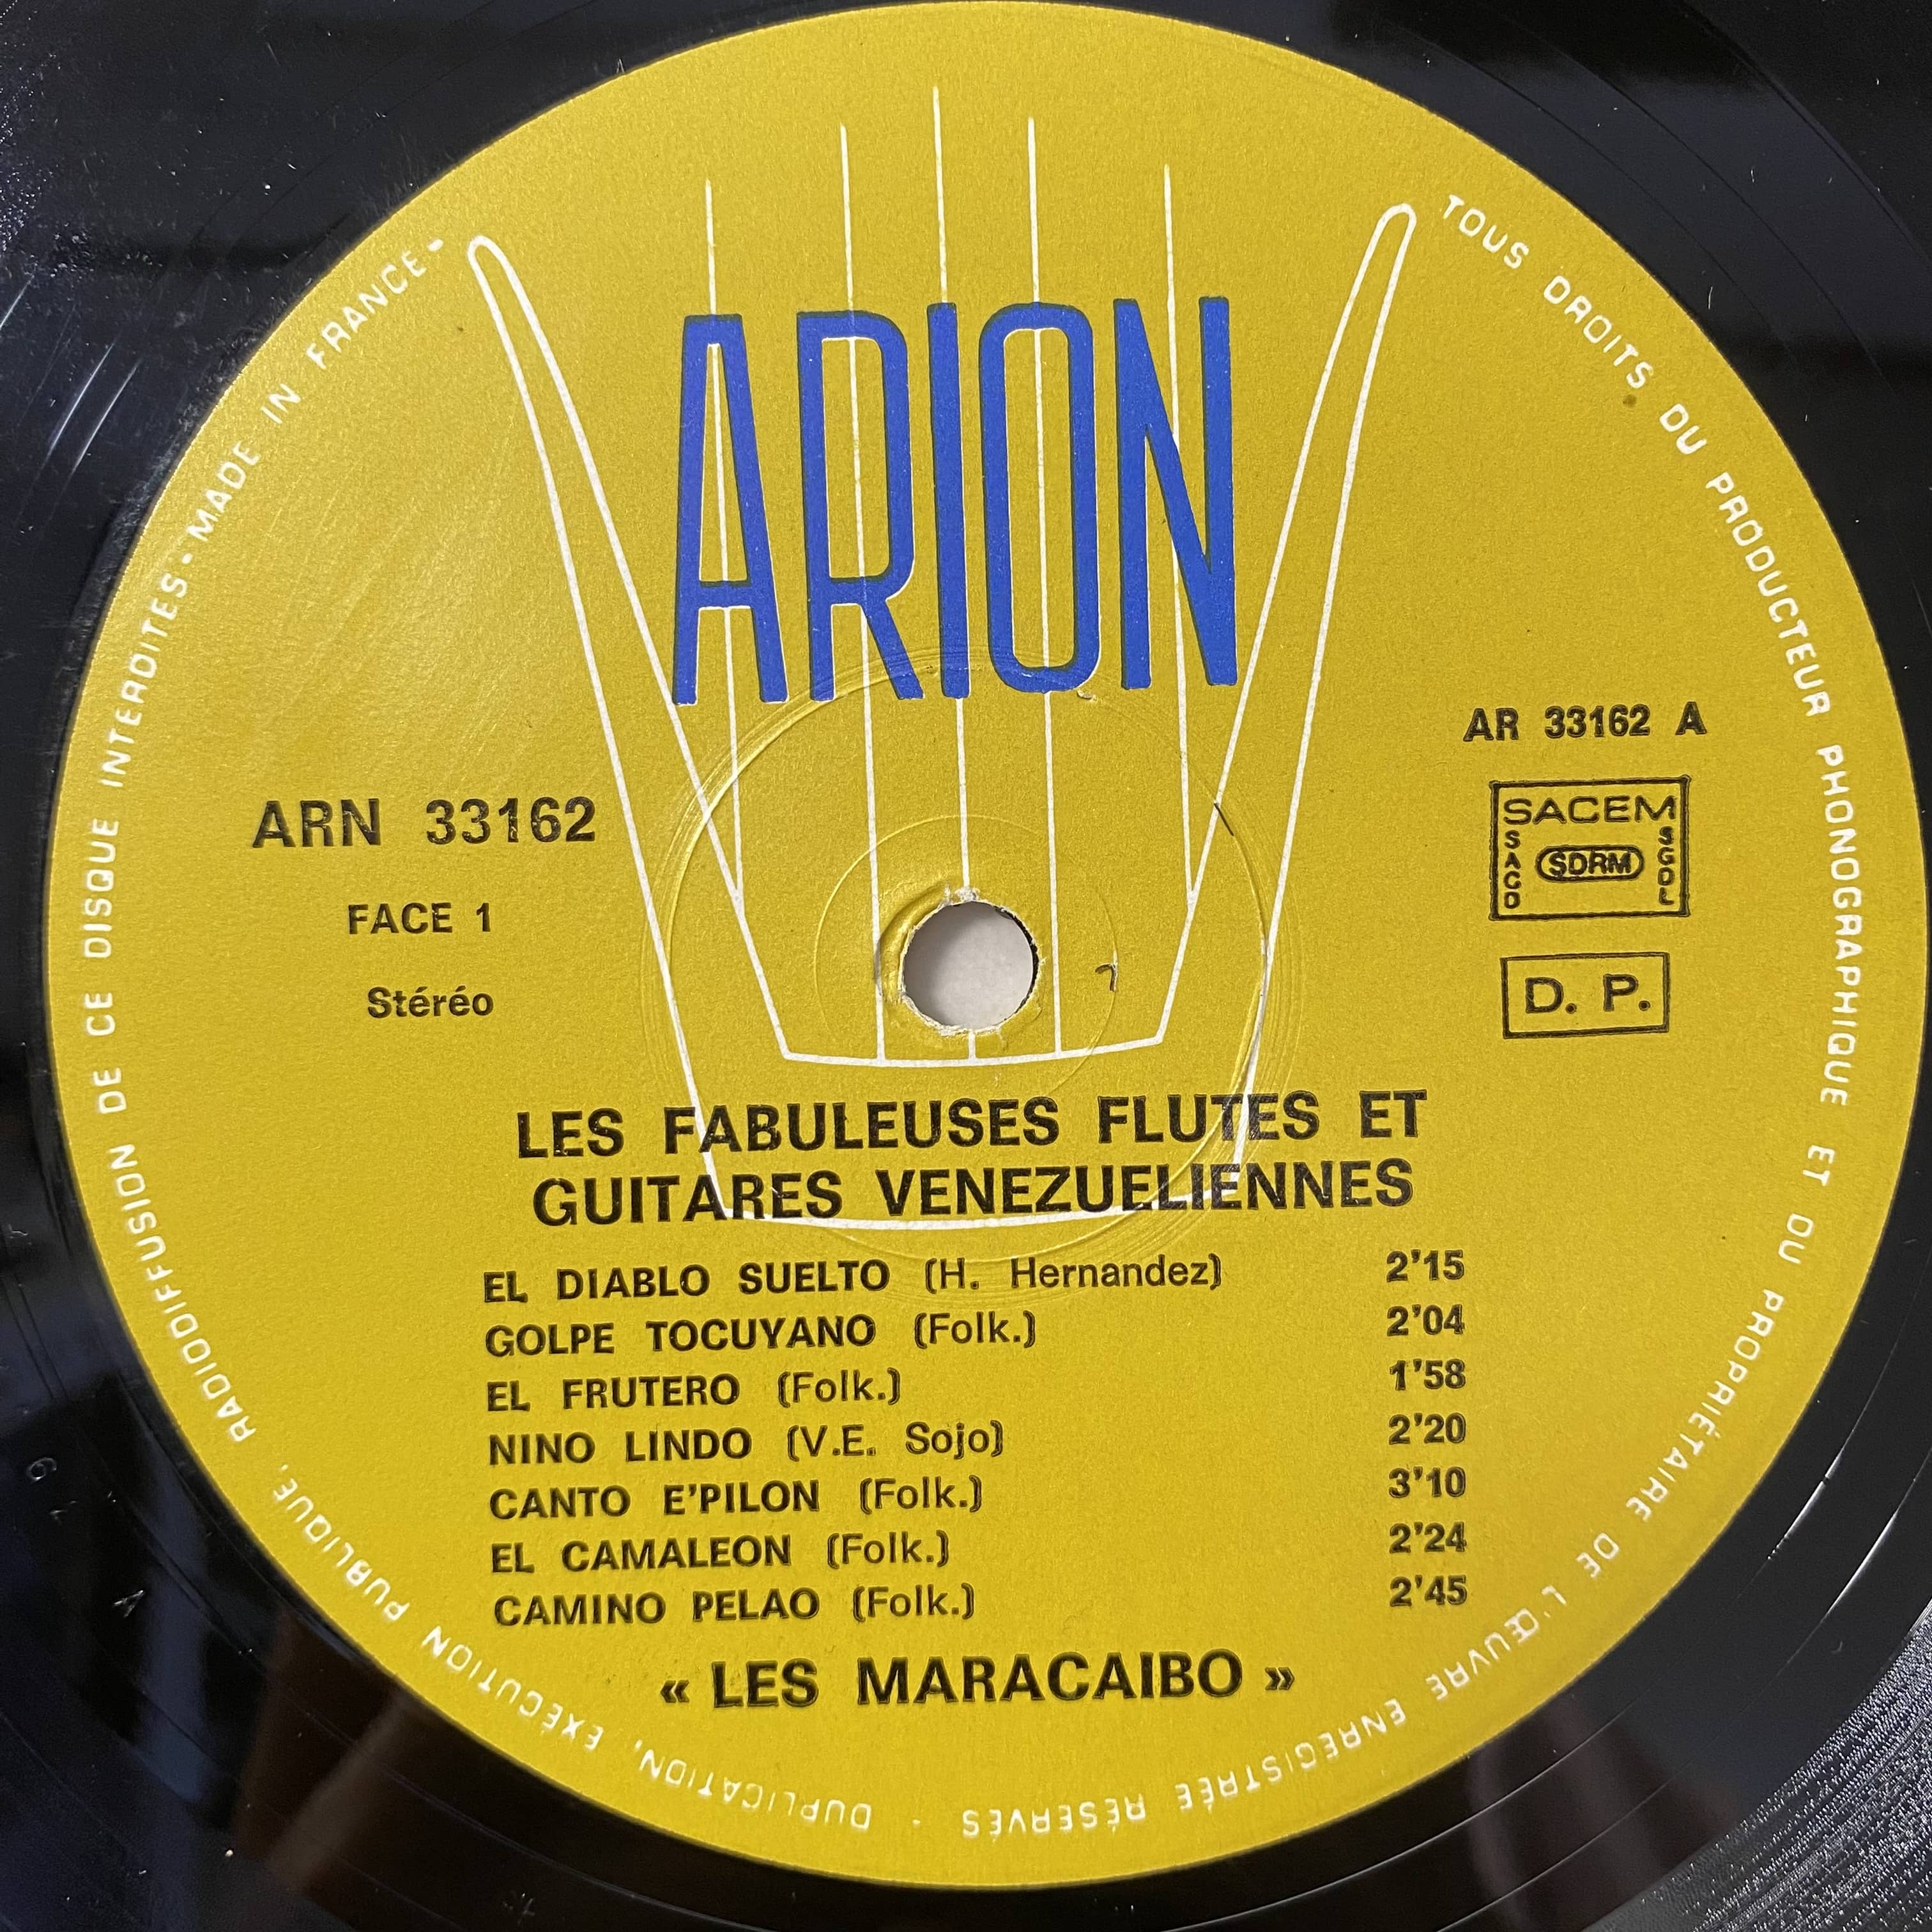 ARION
ARN 33162
FACE 1
Stéréo
AR 33162 A
SACEM
SACD
SDRM
SGDL
D. P.
LES FABULEUSES FLUTES ET
GUITARES VENEZUELIENNES
EL DIABLO SUELTO (H. Hernandez) 2'15
GOLPE TOCUYANO (Folk.) 2'04
EL FRUTERO (Folk.) 1'58
NINO LINDO (V.E. Sojo) 2'20
CANTO E'PILON (Folk.) 3'10
EL CAMALEON (Folk.) 2'24
CAMINO PELAO (Folk.) 2'45
« LES MARACAIBO »
TOUS DROITS DU PRODUCTEUR PHONOGRAPHIQUE ET DU PROPRIÉTAIRE DE L'ŒUVRE ENREGISTRÉE RÉSERVÉS - DUPLICATION, EXÉCUTION PUBLIQUE, RADIODIFFUSION DE CE DISQUE INTERDITES - MADE IN FRANCE -